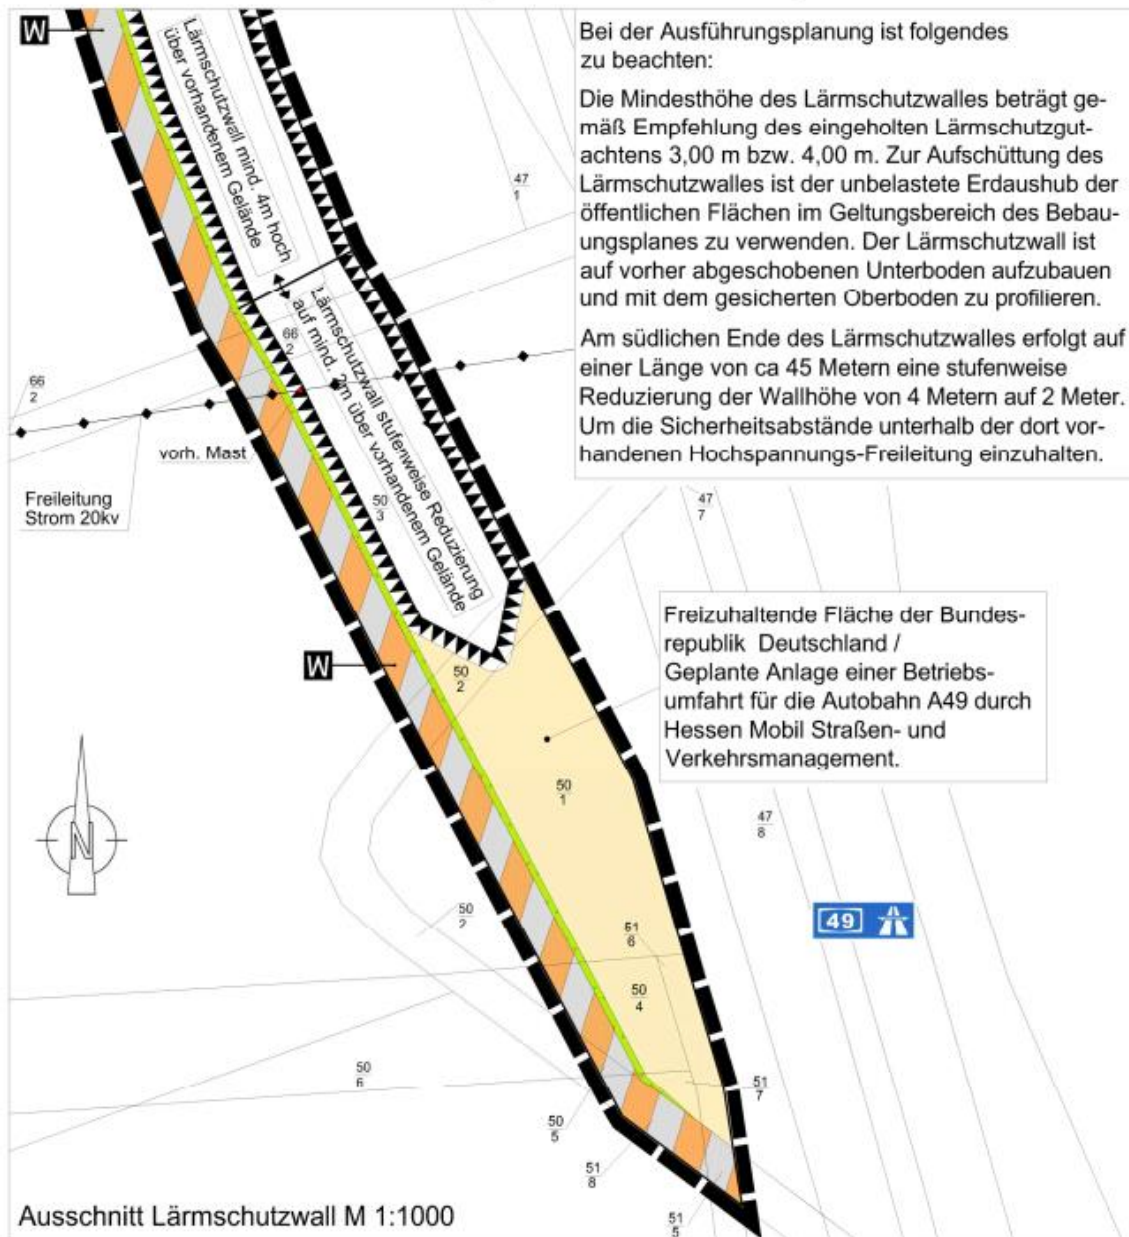 W
Lärmschutzwall mind. 4m hoch
über vorhandenem Gelände
Bei der Ausführungsplanung ist folgendes
zu beachten:
Die Mindesthöhe des Lärmschutzwalles beträgt ge-
mäß Empfehlung des eingeholten Lärmschutzgut-
achtens 3,00 m bzw. 4,00 m. Zur Aufschüttung des
Lärmschutzwalles ist der unbelastete Erdaushub der
öffentlichen Flächen im Geltungsbereich des Bebau-
ungsplanes zu verwenden. Der Lärmschutzwall ist
auf vorher abgeschobenen Unterboden aufzubauen
und mit dem gesicherten Oberboden zu profilieren.
Am südlichen Ende des Lärmschutzwalles erfolgt auf
einer Länge von ca 45 Metern eine stufenweise
Reduzierung der Wallhöhe von 4 Metern auf 2 Meter.
Um die Sicherheitsabstände unterhalb der dort vor-
handenen Hochspannungs-Freileitung einzuhalten.
47
1
66
2
66
2
Lärmschutzwall stufenweise Reduzierung
auf mind. 2m über vorhandenem Gelände
vorh. Mast
Freileitung
Strom 20kv
50
3
47
7
Freizuhaltende Fläche der Bundes-
republik Deutschland /
Geplante Anlage einer Betriebs-
umfahrt für die Autobahn A49 durch
Hessen Mobil Straßen- und
Verkehrsmanagement.
W
50
2
50
1
47
8
N
50
2
49
51
6
50
4
50
6
51
7
50
5
51
8
51
5
Ausschnitt Lärmschutzwall M 1:1000